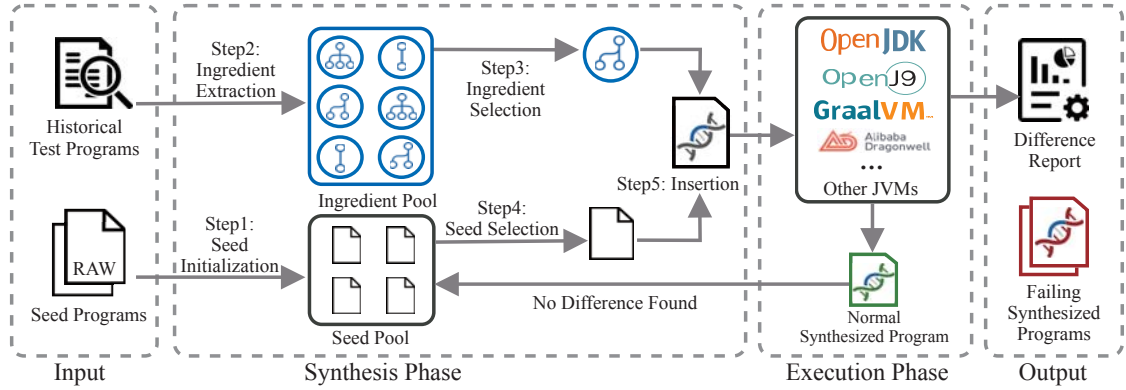 Historical
Test Programs
RAW
Seed Programs
Input
Step2:
Ingredient
Extraction
Step1:
Seed
Initialization
Ingredient Pool
Seed Pool
Step3:
Ingredient
Selection
Step4:
Seed Selection
Step5: Insertion
No Difference Found
Synthesis Phase
OpenJDK
OpenJ9
GraalVM
Alibaba
Dragonwell
...
Other JVMs
Normal
Synthesized Program
Execution Phase
Difference
Report
Failing
Synthesized
Programs
Output